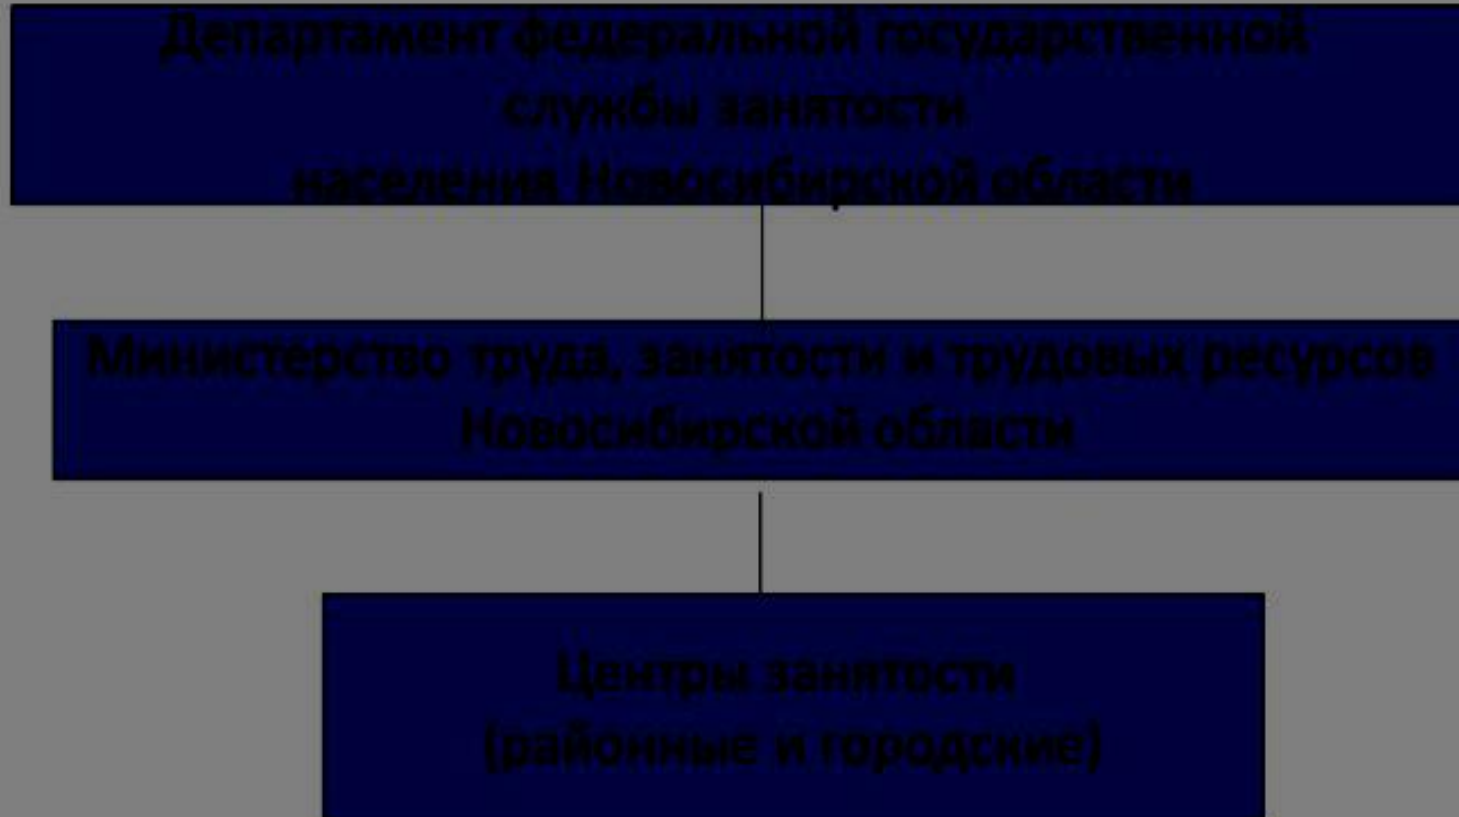 Департамент федеральной государственной
службы занятости
населения Новосибирской области
Министерство труда, занятости и трудовых ресурсов
Новосибирской области
Центры занятости
(районные и городские)